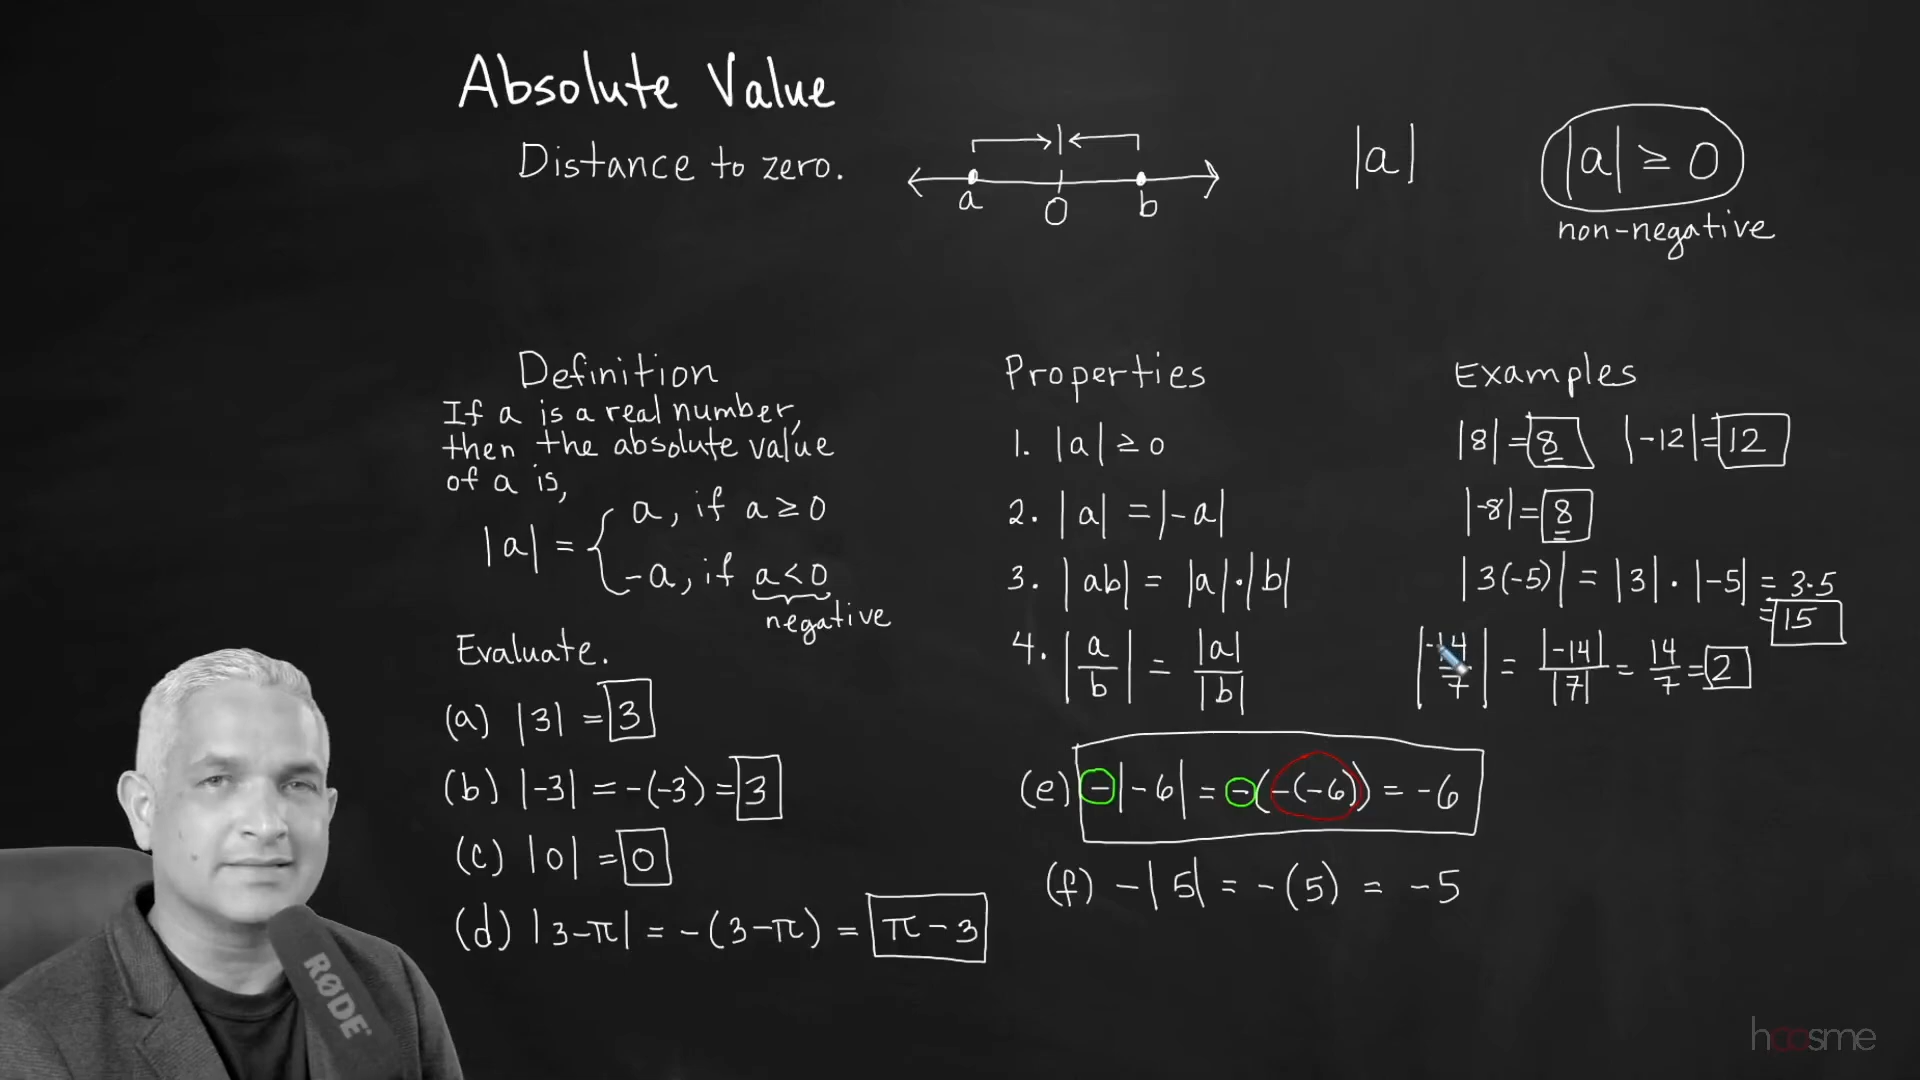 Absolute Value
Distance to zero.
a 0 b
|a|
|a| ≥ 0
non-negative
Definition
If a is a real number,
then the absolute value
of a is,
|a| = { a, if a ≥ 0
-a, if a < 0
negative
Evaluate.
(a) |3| = 3
(b) |-3| = -(-3) = 3
(c) |0| = 0
(d) |3-π| = -(3-π) = π-3
Properties
1. |a| ≥ 0
2. |a| = |-a|
3. |ab| = |a|·|b|
4. |a/b| = |a|/|b|
(e) -|-6| = -(-(-6)) = -6
(f) -|5| = -(5) = -5
Examples
|8| = 8 |-12| = 12
|-8| = 8
|3(-5)| = |3|·|-5| = 3·5
= 15
|-14/7| = |-14|/|7| = 14/7 = 2
RØDE
hoosme